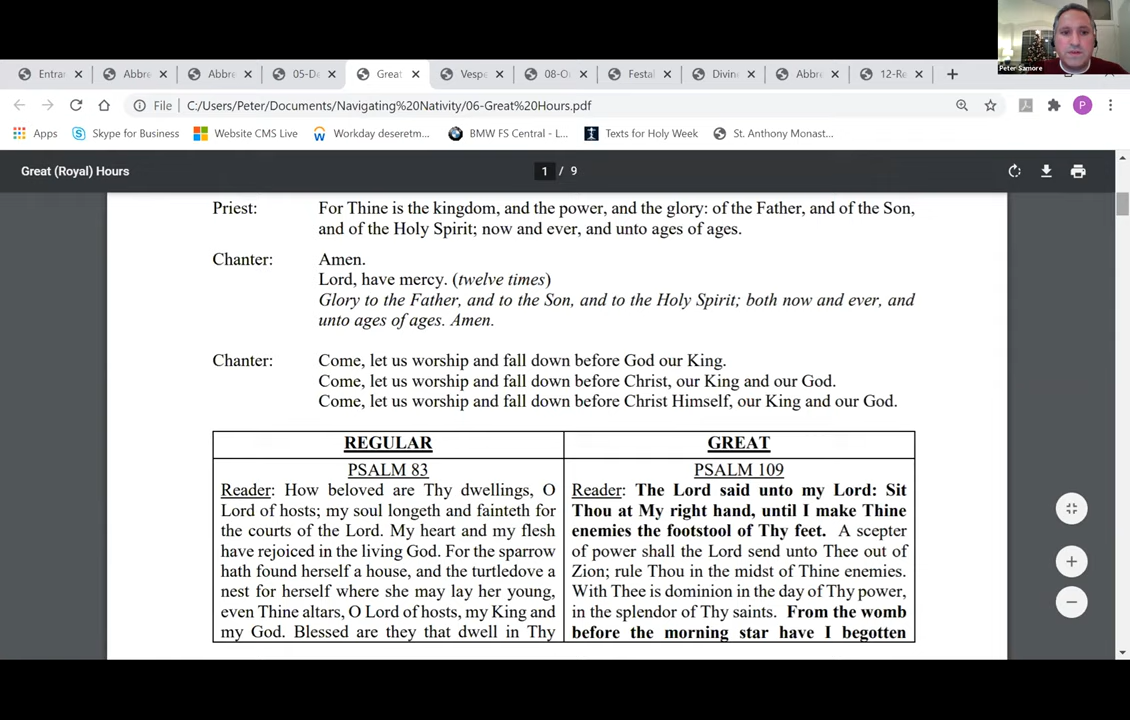 Peter Samore
Entra
Abbre
Abbre
05-De
Great
Vespe
08-O
Festal
Divin
Abbre
12-Re
File C:/Users/Peter/Documents/Navigating%20Nativity/06-Great%20Hours.pdf
P
Apps Skype for Business Website CMS Live Workday deseretm... BMW FS Central - L... Texts for Holy Week St. Anthony Monast...
Great (Royal) Hours 1 / 9
Priest: For Thine is the kingdom, and the power, and the glory: of the Father, and of the Son,
and of the Holy Spirit; now and ever, and unto ages of ages.
Chanter: Amen.
Lord, have mercy. (twelve times)
Glory to the Father, and to the Son, and to the Holy Spirit; both now and ever, and
unto ages of ages. Amen.
Chanter: Come, let us worship and fall down before God our King.
Come, let us worship and fall down before Christ, our King and our God.
Come, let us worship and fall down before Christ Himself, our King and our God.
REGULAR
PSALM 83
Reader: How beloved are Thy dwellings, O
Lord of hosts; my soul longeth and fainteth for
the courts of the Lord. My heart and my flesh
have rejoiced in the living God. For the sparrow
hath found herself a house, and the turtledove a
nest for herself where she may lay her young,
even Thine altars, O Lord of hosts, my King and
my God. Blessed are they that dwell in Thy
GREAT
PSALM 109
Reader: The Lord said unto my Lord: Sit
Thou at My right hand, until I make Thine
enemies the footstool of Thy feet. A scepter
of power shall the Lord send unto Thee out of
Zion; rule Thou in the midst of Thine enemies.
With Thee is dominion in the day of Thy power,
in the splendor of Thy saints. From the womb
before the morning star have I begotten